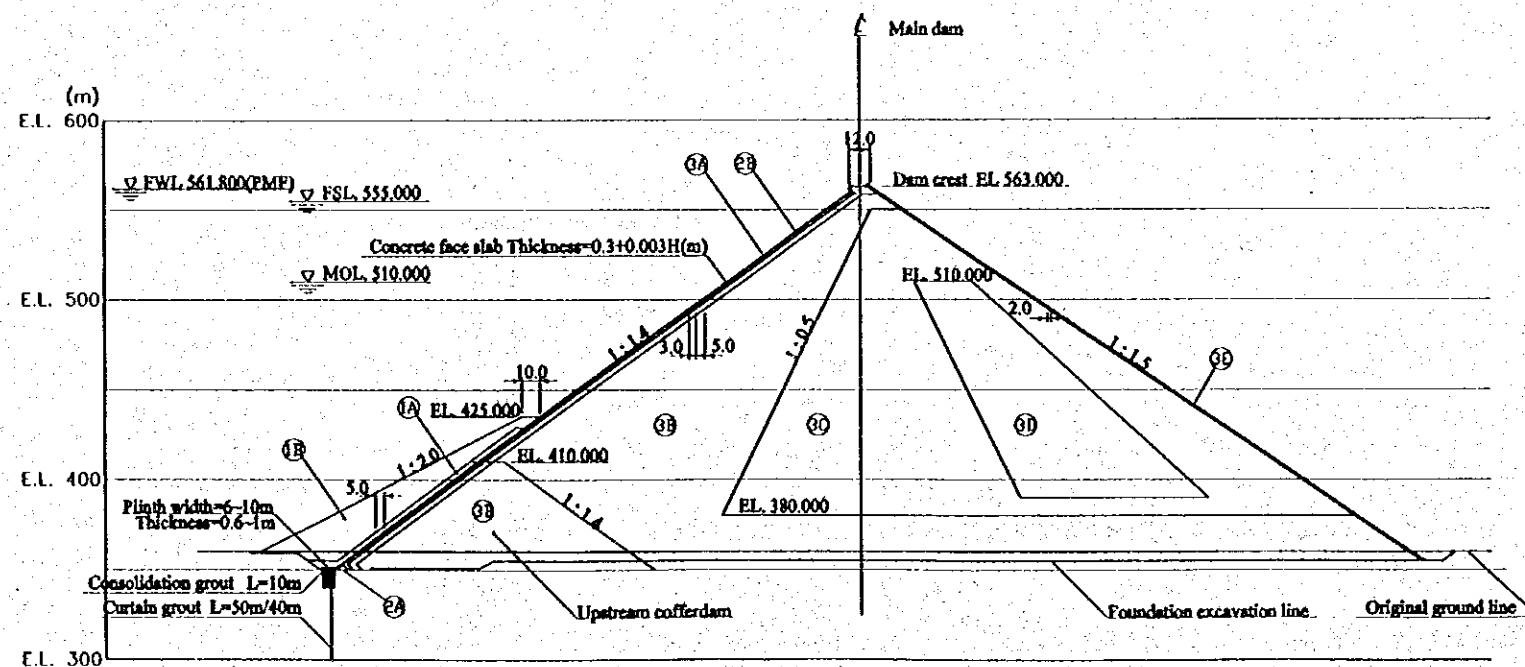 ℄ Main dam
(m)
E.L. 600
12.0
3A
2B
FWL 561.800(PMF)
FSL, 555.000
Dam crest EL 563.000
Concrete face slab Thickness=0.3+0.003H(m)
MOL, 510.000
EL. 510.000
E.L. 500
2.0
1:1.4
3.0
5.0
1:0.5
1:1.5
3E
10.0
1A
EL. 425.000
3B
3C
3D
1B
1:2.0
EL. 410.000
E.L. 400
5.0
Plinth width=6~10m
Thickness=0.6~1m
3B
1:1.4
EL. 380.000
Consolidation grout L=10m
Curtain grout L=50m/40m
2A
Upstream cofferdam
Foundation excavation line
Original ground line
E.L. 300